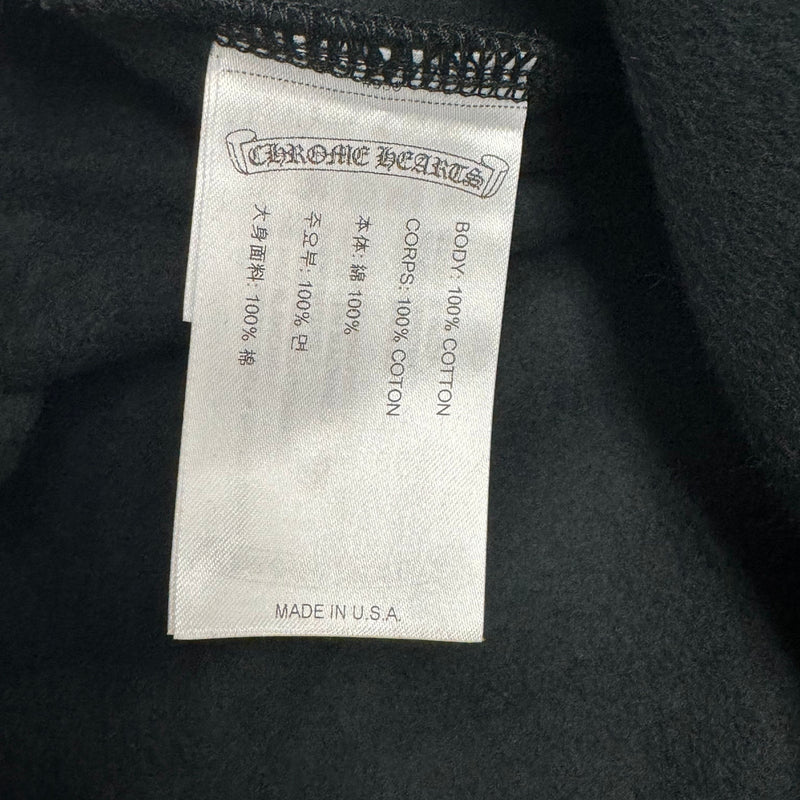 CHROME HEARTS
BODY: 100% COTTON
CORPS: 100% COTON
本体: 綿 100%
주요부: 100% 면
大身面料: 100% 棉
MADE IN U.S.A.